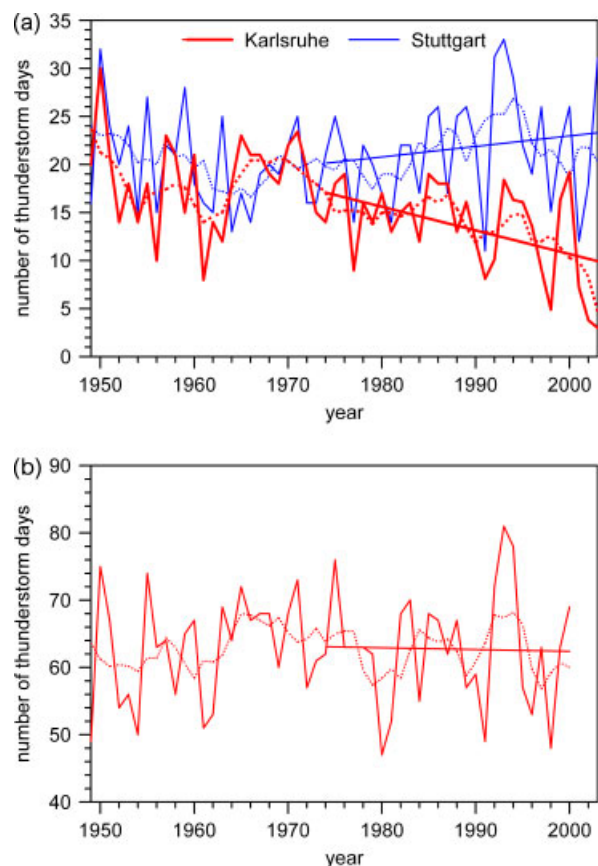 (a)
Karlsruhe Stuttgart
35
30
25
20
15
10
5
0
number of thunderstorm days
1950 1960 1970 1980 1990 2000
year
(b)
90
80
70
60
50
40
number of thunderstorm days
1950 1960 1970 1980 1990 2000
year